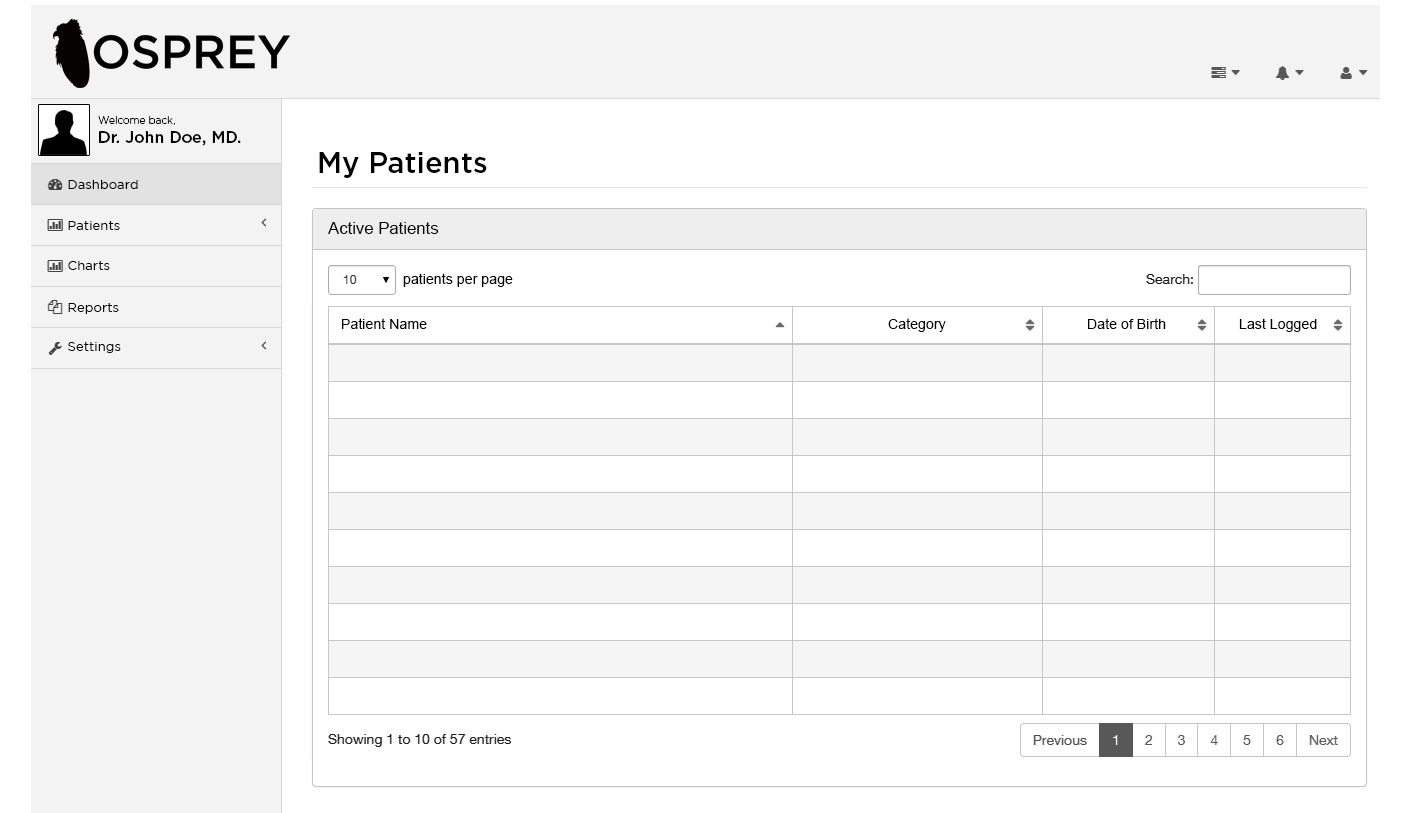 OSPREY
Welcome back,
Dr. John Doe, MD.
Dashboard
Patients
Charts
Reports
Settings
My Patients
Active Patients
10 patients per page
Search:
Patient Name Category Date of Birth Last Logged
Showing 1 to 10 of 57 entries
Previous 1 2 3 4 5 6 Next